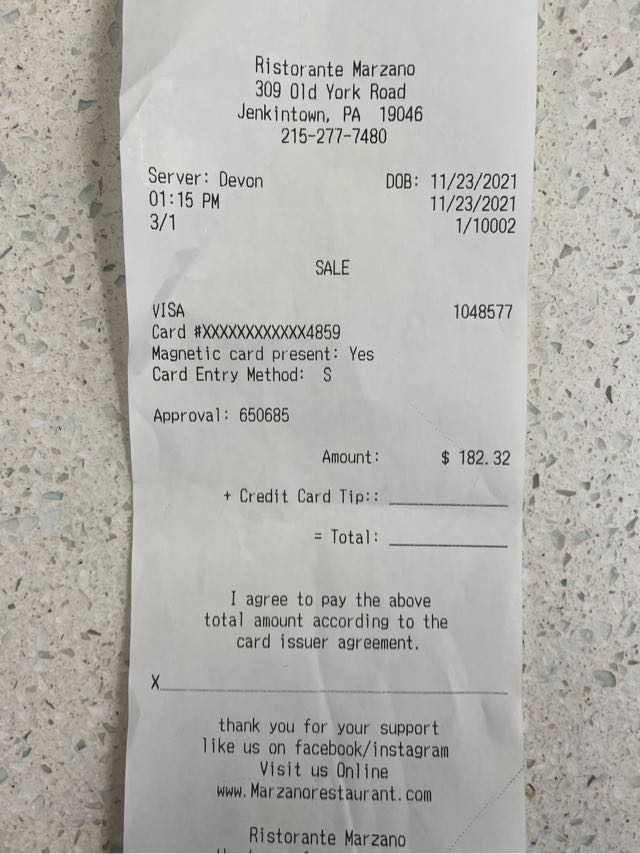 Ristorante Marzano
309 Old York Road
Jenkintown, PA 19046
215-277-7480
Server: Devon DOB: 11/23/2021
01:15 PM 11/23/2021
3/1 1/10002
SALE
VISA 1048577
Card #XXXXXXXXXXXX4859
Magnetic card present: Yes
Card Entry Method: S
Approval: 650685
Amount: $ 182.32
+ Credit Card Tip::
= Total:
I agree to pay the above
total amount according to the
card issuer agreement.
X
thank you for your support
like us on facebook/instagram
Visit us Online
www.Marzanorestaurant.com
Ristorante Marzano